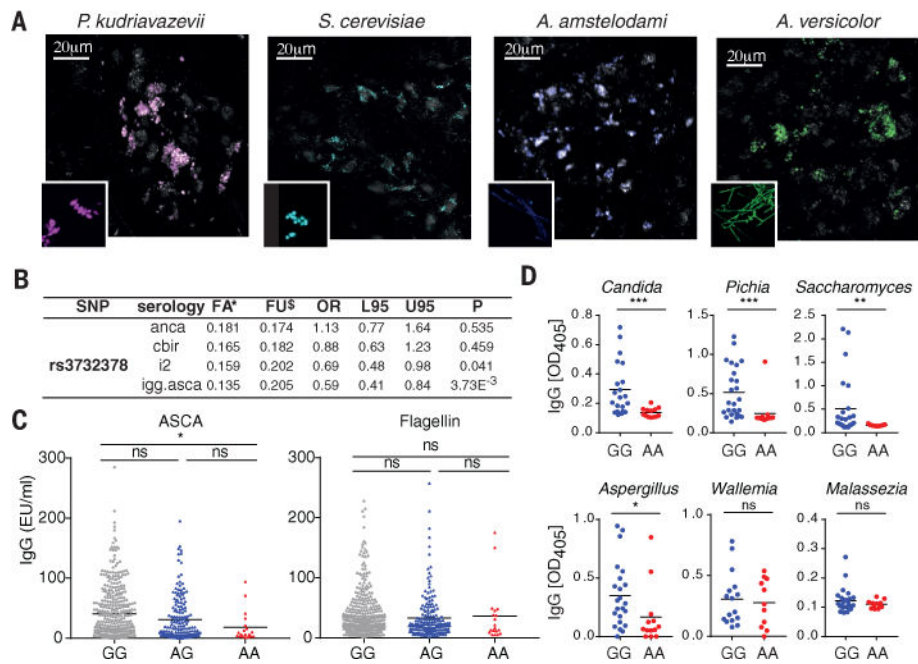 A
P. kudriavazevii
S. cerevisiae
A. amstelodami
A. versicolor
20μm
20μm
20μm
20μm
B
SNP serology FA* FU$ OR L95 U95 P
anca 0.181 0.174 1.13 0.77 1.64 0.535
cbir 0.165 0.182 0.88 0.63 1.23 0.459
rs3732378
i2 0.159 0.202 0.69 0.48 0.98 0.041
igg.asca 0.135 0.205 0.59 0.41 0.84 3.73E-3
C
ASCA
*
ns ns
IgG (EU/ml)
300
200
100
0
GG AG AA
Flagellin
ns
ns ns
300
200
100
0
GG AG AA
D
Candida
***
IgG [OD405]
0.8
0.6
0.4
0.2
0.0
GG AA
Pichia
***
1.5
1.0
0.5
0.0
GG AA
Saccharomyces
**
2.5
2.0
1.5
1.0
0.5
0.0
GG AA
Aspergillus
*
IgG [OD405]
1.0
0.5
0.0
GG AA
Wallemia
ns
1.0
0.5
0.0
GG AA
Malassezia
ns
0.4
0.3
0.2
0.1
0.0
GG AA